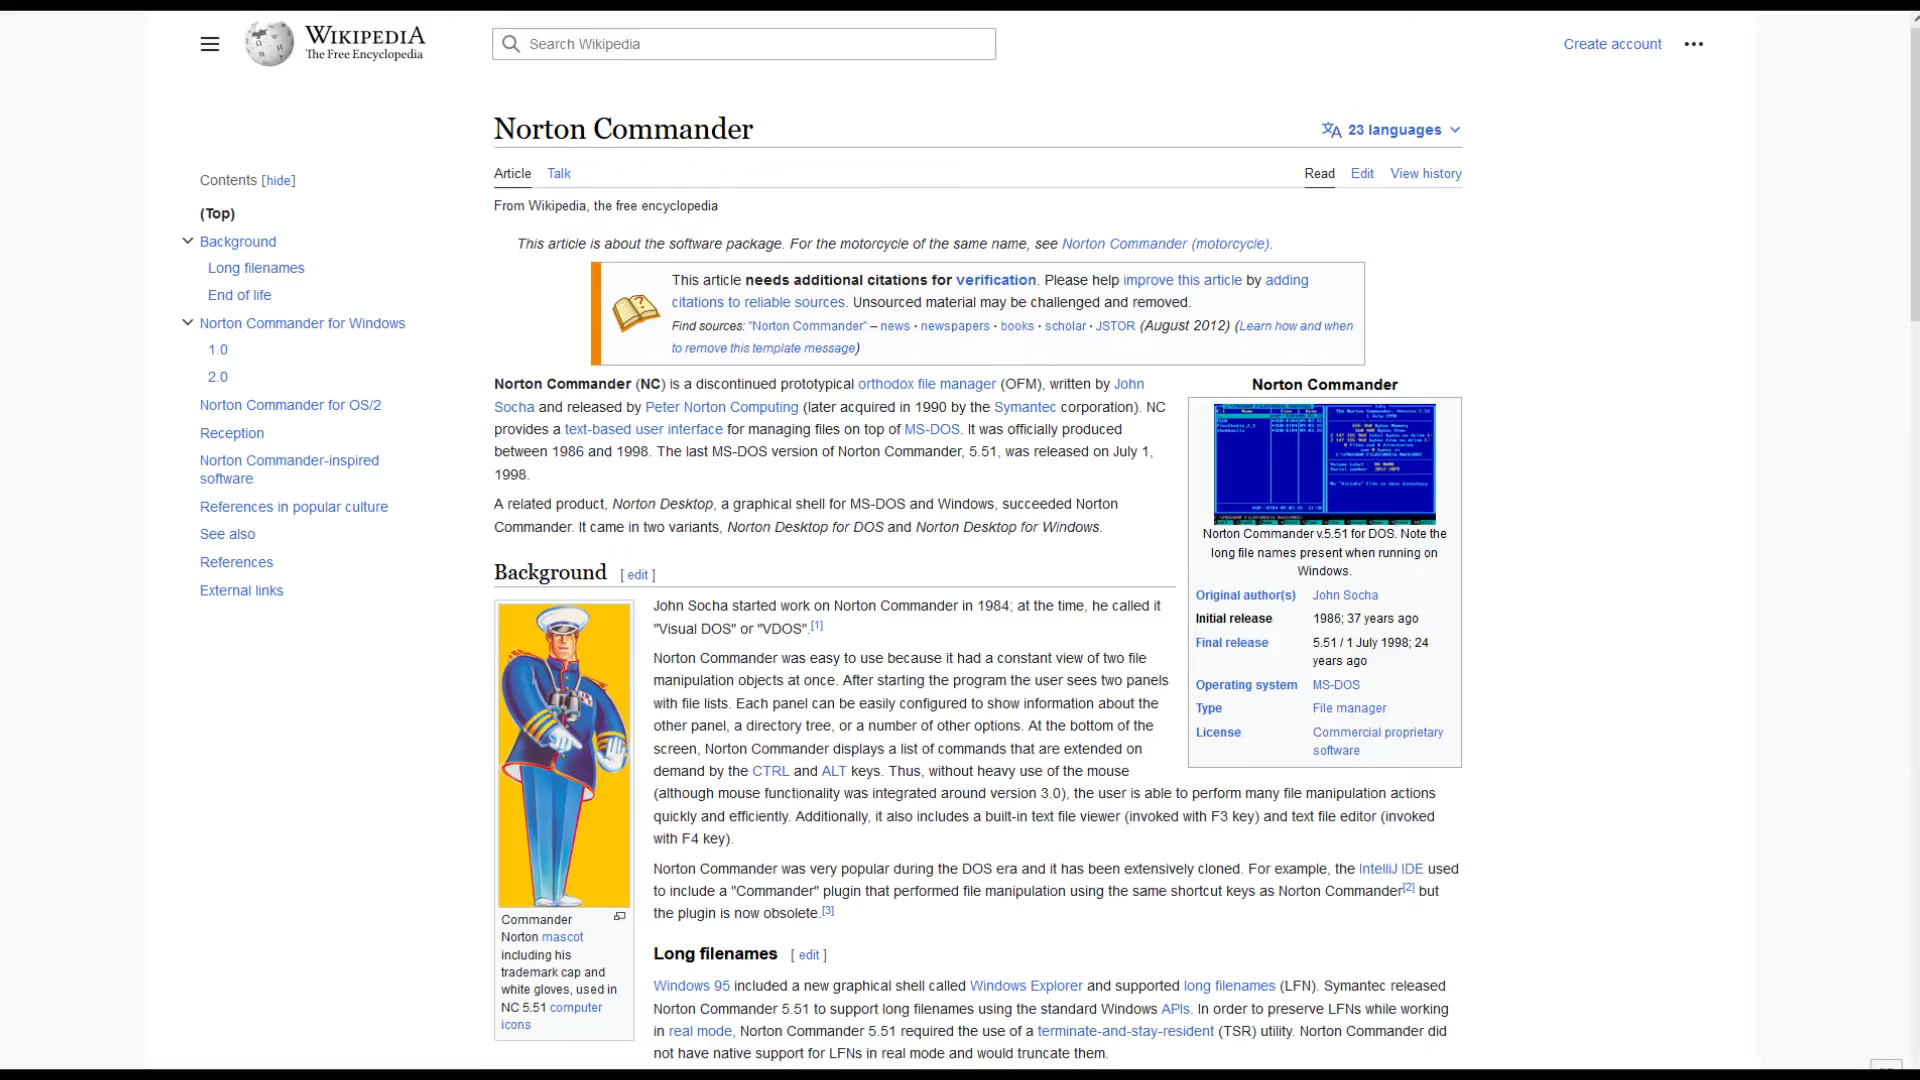 WIKIPEDIA
The Free Encyclopedia
Search Wikipedia
Create account
Norton Commander
23 languages
Article Talk
Read Edit View history
From Wikipedia, the free encyclopedia
Contents [hide]
(Top)
Background
Long filenames
End of life
Norton Commander for Windows
1.0
2.0
Norton Commander for OS/2
Reception
Norton Commander-inspired
software
References in popular culture
See also
References
External links
This article is about the software package. For the motorcycle of the same name, see Norton Commander (motorcycle).
This article needs additional citations for verification. Please help improve this article by adding
citations to reliable sources. Unsourced material may be challenged and removed.
Find sources: "Norton Commander" – news · newspapers · books · scholar · JSTOR (August 2012) (Learn how and when
to remove this template message)
Norton Commander (NC) is a discontinued prototypical orthodox file manager (OFM), written by John
Socha and released by Peter Norton Computing (later acquired in 1990 by the Symantec corporation). NC
provides a text-based user interface for managing files on top of MS-DOS. It was officially produced
between 1986 and 1998. The last MS-DOS version of Norton Commander, 5.51, was released on July 1,
1998.
A related product, Norton Desktop, a graphical shell for MS-DOS and Windows, succeeded Norton
Commander. It came in two variants, Norton Desktop for DOS and Norton Desktop for Windows.
Norton Commander
Norton Commander v.5.51 for DOS. Note the
long file names present when running on
Windows.
Original author(s) John Socha
Initial release 1986; 37 years ago
Final release 5.51 / 1 July 1998; 24
years ago
Operating system MS-DOS
Type File manager
License Commercial proprietary
software
Background [ edit ]
Commander
Norton mascot
including his
trademark cap and
white gloves, used in
NC 5.51 computer
icons
John Socha started work on Norton Commander in 1984; at the time, he called it
"Visual DOS" or "VDOS".[1]
Norton Commander was easy to use because it had a constant view of two file
manipulation objects at once. After starting the program the user sees two panels
with file lists. Each panel can be easily configured to show information about the
other panel, a directory tree, or a number of other options. At the bottom of the
screen, Norton Commander displays a list of commands that are extended on
demand by the CTRL and ALT keys. Thus, without heavy use of the mouse
(although mouse functionality was integrated around version 3.0), the user is able to perform many file manipulation actions
quickly and efficiently. Additionally, it also includes a built-in text file viewer (invoked with F3 key) and text file editor (invoked
with F4 key).
Norton Commander was very popular during the DOS era and it has been extensively cloned. For example, the IntelliJ IDE used
to include a "Commander" plugin that performed file manipulation using the same shortcut keys as Norton Commander[2] but
the plugin is now obsolete.[3]
Long filenames [ edit ]
Windows 95 included a new graphical shell called Windows Explorer and supported long filenames (LFN). Symantec released
Norton Commander 5.51 to support long filenames using the standard Windows APIs. In order to preserve LFNs while working
in real mode, Norton Commander 5.51 required the use of a terminate-and-stay-resident (TSR) utility. Norton Commander did
not have native support for LFNs in real mode and would truncate them.